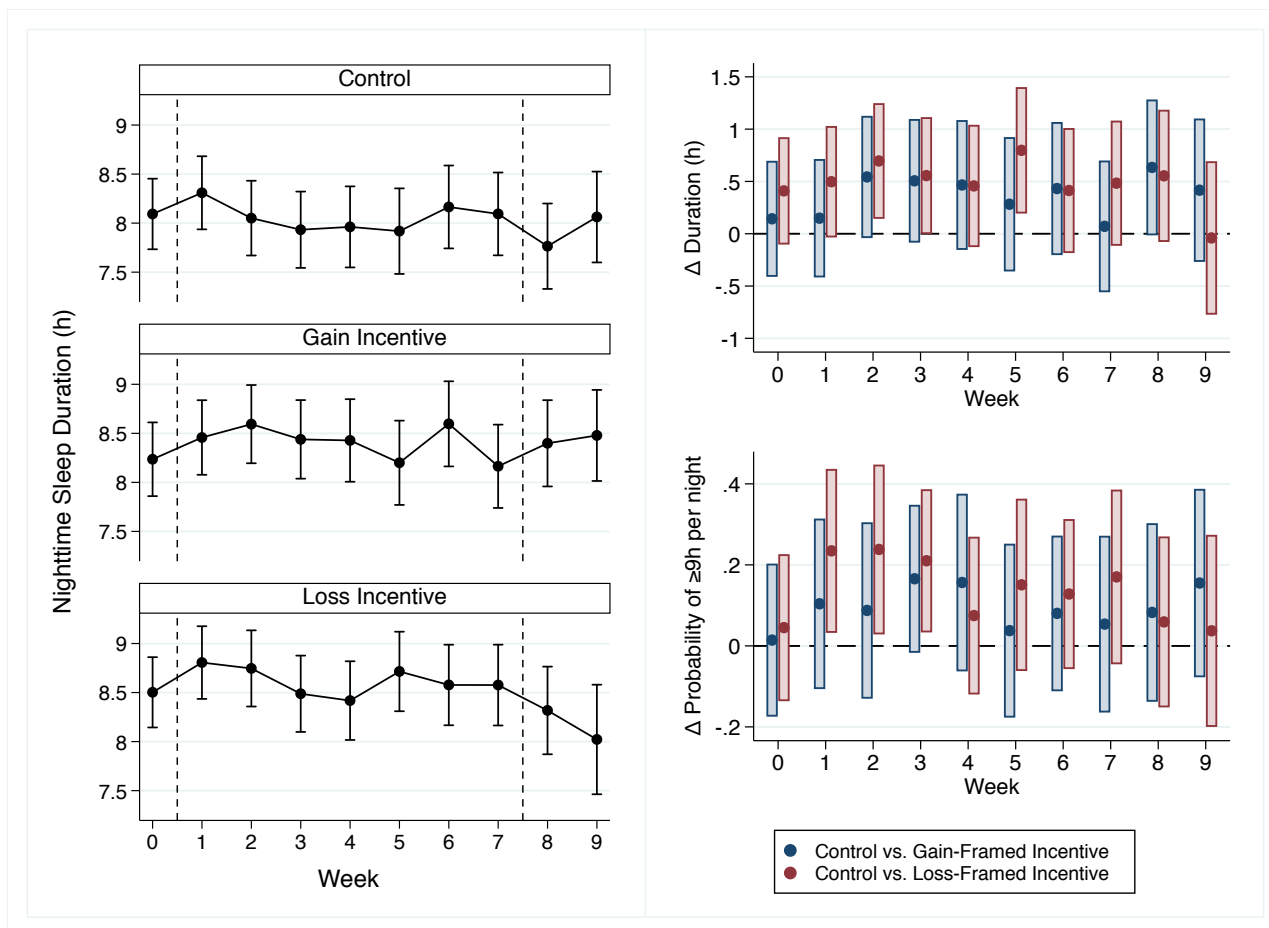 Nighttime Sleep Duration (h)
Control
9
8.5
8
7.5
Gain Incentive
9
8.5
8
7.5
Loss Incentive
9
8.5
8
7.5
0 1 2 3 4 5 6 7 8 9
Week
Δ Duration (h)
1.5
1
.5
0
-.5
-1
0 1 2 3 4 5 6 7 8 9
Week
Δ Probability of ≥9h per night
.4
.2
0
-.2
0 1 2 3 4 5 6 7 8 9
Week
Control vs. Gain-Framed Incentive
Control vs. Loss-Framed Incentive